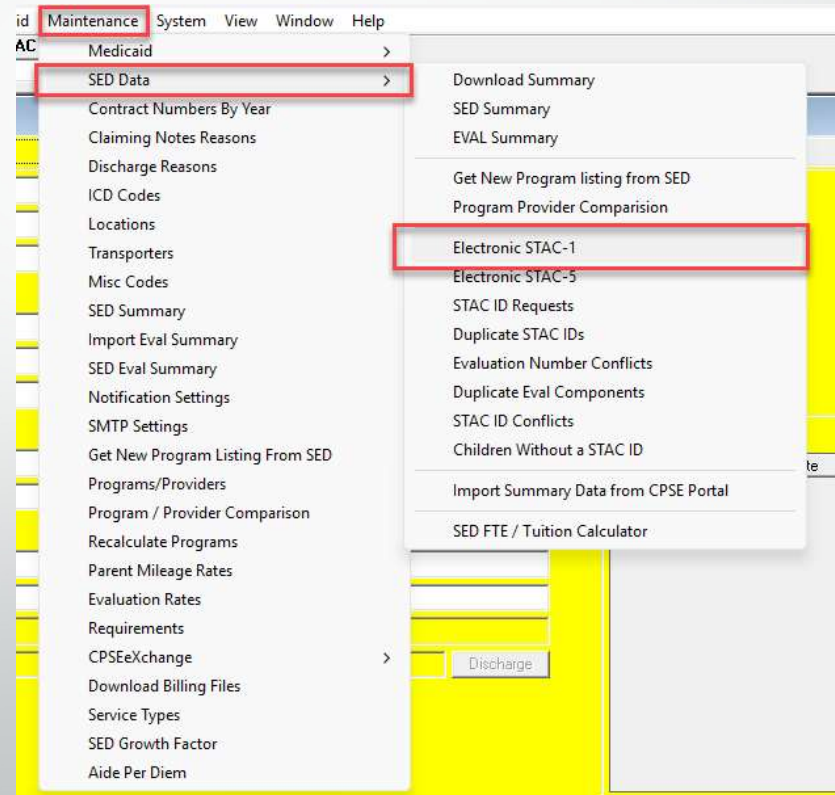 id Maintenance System View Window Help
AC
Medicaid >
SED Data >
Contract Numbers By Year
Claiming Notes Reasons
Discharge Reasons
ICD Codes
Locations
Transporters
Misc Codes
SED Summary
Import Eval Summary
SED Eval Summary
Notification Settings
SMTP Settings
Get New Program Listing From SED
Programs/Providers
Program / Provider Comparison
Recalculate Programs
Parent Mileage Rates
Evaluation Rates
Requirements
CPSEeXchange >
Download Billing Files
Service Types
SED Growth Factor
Aide Per Diem
Download Summary
SED Summary
EVAL Summary
Get New Program listing from SED
Program Provider Comparision
Electronic STAC-1
Electronic STAC-5
STAC ID Requests
Duplicate STAC IDs
Evaluation Number Conflicts
Duplicate Eval Components
STAC ID Conflicts
Children Without a STAC ID
Import Summary Data from CPSE Portal
SED FTE / Tuition Calculator
te
Discharge